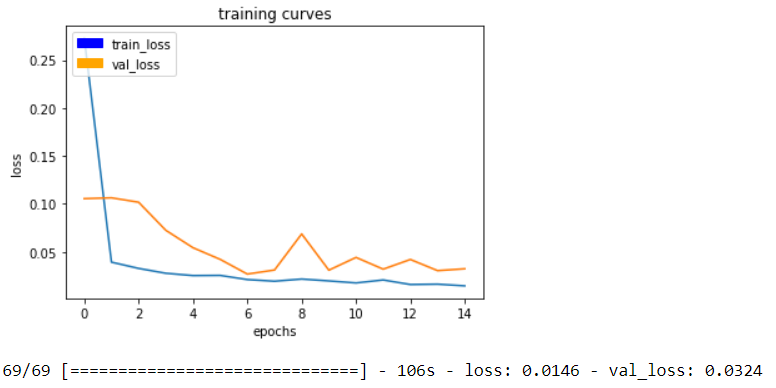 training curves
train_loss
val_loss
0.25
0.20
0.15
0.10
0.05
loss
0 2 4 6 8 10 12 14
epochs
69/69 [==============================] - 106s - loss: 0.0146 - val_loss: 0.0324